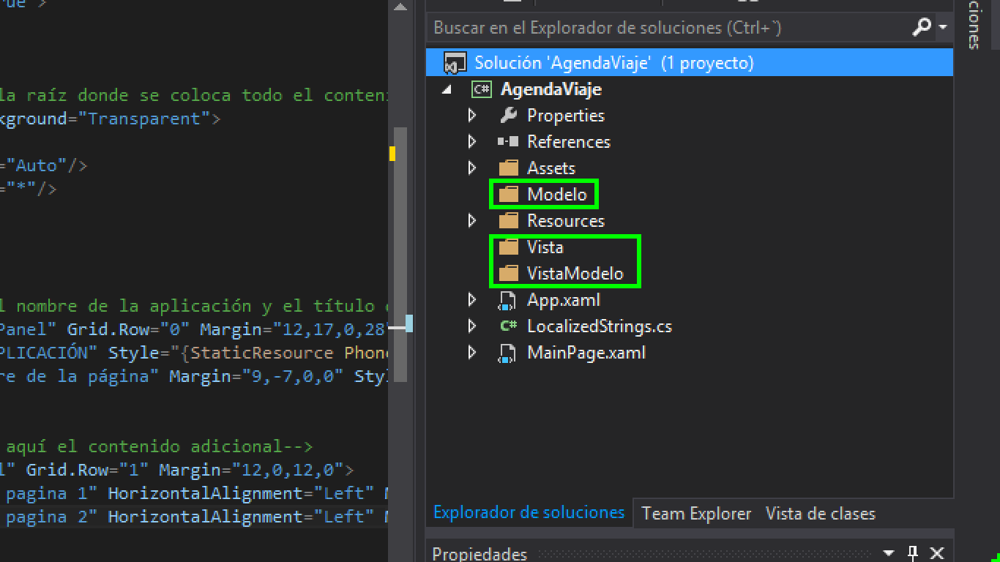 la raíz donde se coloca todo el conteni
kground="Transparent">
="Auto"/>
="*"/>
l nombre de la aplicación y el título
Panel" Grid.Row="0" Margin="12,17,0,28"
PLICACIÓN" Style="{StaticResource Phone
re de la página" Margin="9,-7,0,0" Styl
aquí el contenido adicional-->
l" Grid.Row="1" Margin="12,0,12,0">
pagina 1" HorizontalAlignment="Left"
pagina 2" HorizontalAlignment="Left"
Buscar en el Explorador de soluciones (Ctrl+`)
Solución 'AgendaViaje' (1 proyecto)
C# AgendaViaje
Properties
References
Assets
Modelo
Resources
Vista
VistaModelo
App.xaml
C# LocalizedStrings.cs
MainPage.xaml
Explorador de soluciones Team Explorer Vista de clases
Propiedades
ciones